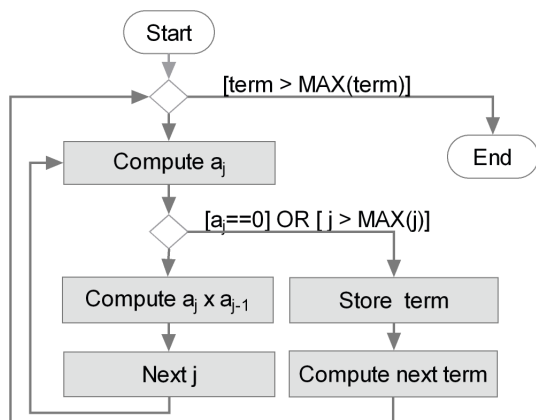 Start
[term > MAX(term)]
End
Compute aj
[aj==0] OR [ j > MAX(j)]
Compute aj x aj-1
Store term
Next j
Compute next term